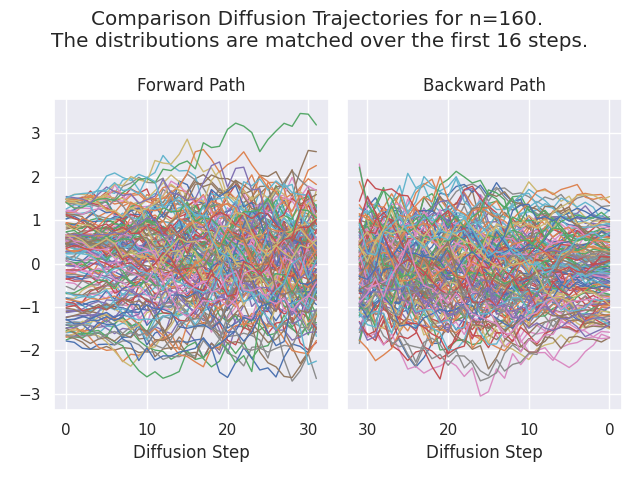 Comparison Diffusion Trajectories for n=160.
The distributions are matched over the first 16 steps.
Forward Path
Backward Path
3
2
1
0
−1
−2
−3
0 10 20 30
30 20 10 0
Diffusion Step
Diffusion Step